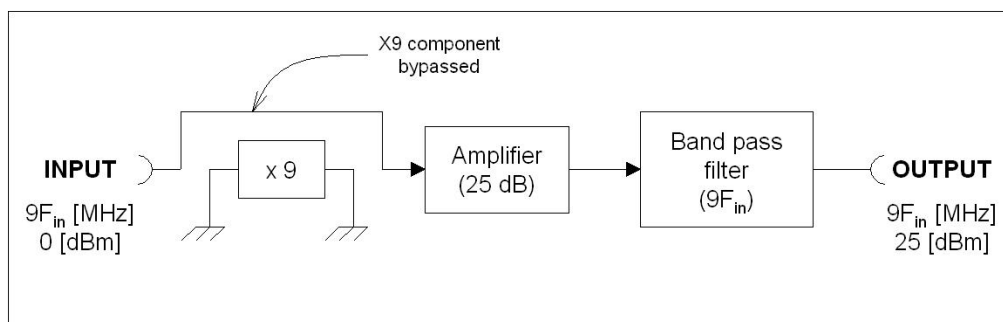 X9 component
bypassed
INPUT
9Fin [MHz]
0 [dBm]
x 9
Amplifier
(25 dB)
Band pass
filter
(9Fin)
OUTPUT
9Fin [MHz]
25 [dBm]